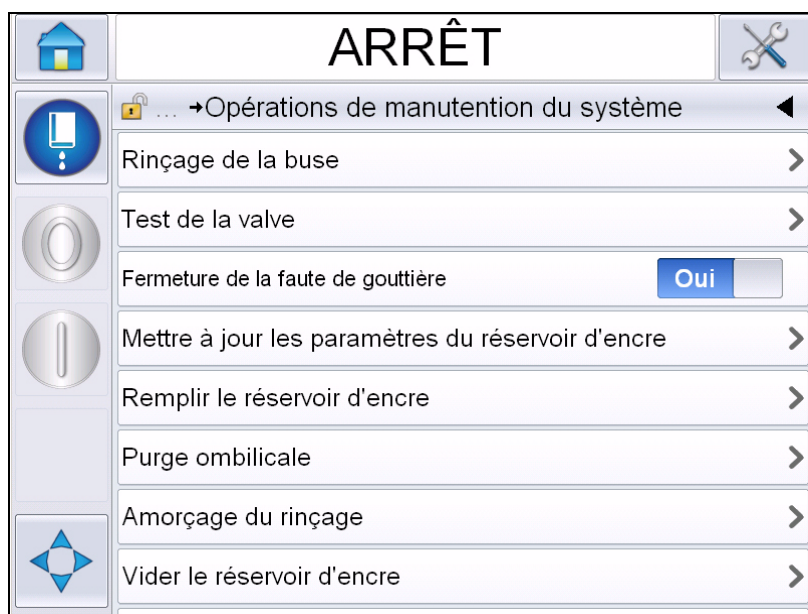 ARRÊT
... →Opérations de manutention du système
Rinçage de la buse
Test de la valve
Fermeture de la faute de gouttière Oui
Mettre à jour les paramètres du réservoir d'encre
Remplir le réservoir d'encre
Purge ombilicale
Amorçage du rinçage
Vider le réservoir d'encre